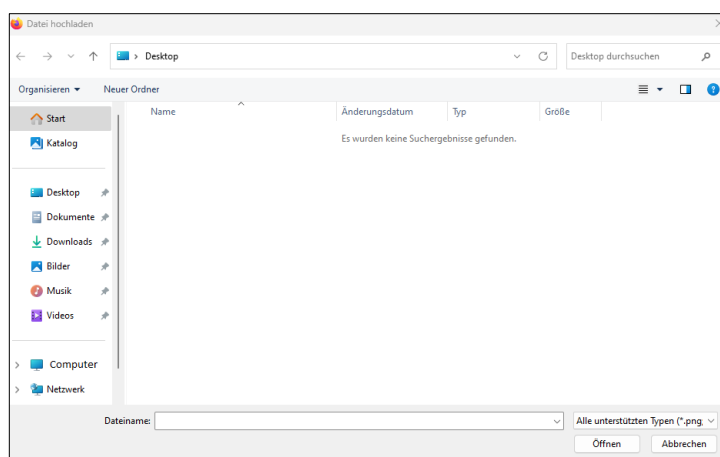 Datei hochladen
Desktop
Desktop durchsuchen
Organisieren
Neuer Ordner
Start
Katalog
Desktop
Dokumente
Downloads
Bilder
Musik
Videos
Computer
Netzwerk
Name
Änderungsdatum
Typ
Größe
Es wurden keine Suchergebnisse gefunden.
Dateiname:
Alle unterstützten Typen (*.png;
Öffnen
Abbrechen